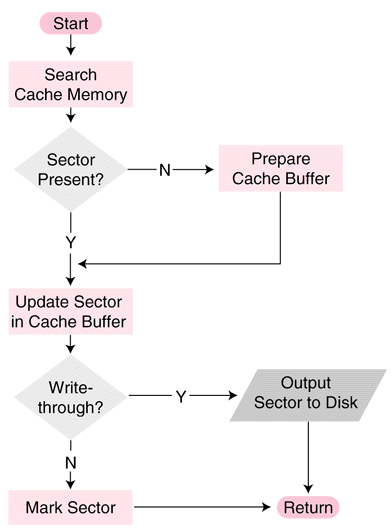 Start
Search
Cache Memory
Sector
Present?
N
Prepare
Cache Buffer
Y
Update Sector
in Cache Buffer
Write-
through?
Y
Output
Sector to Disk
N
Mark Sector
Return